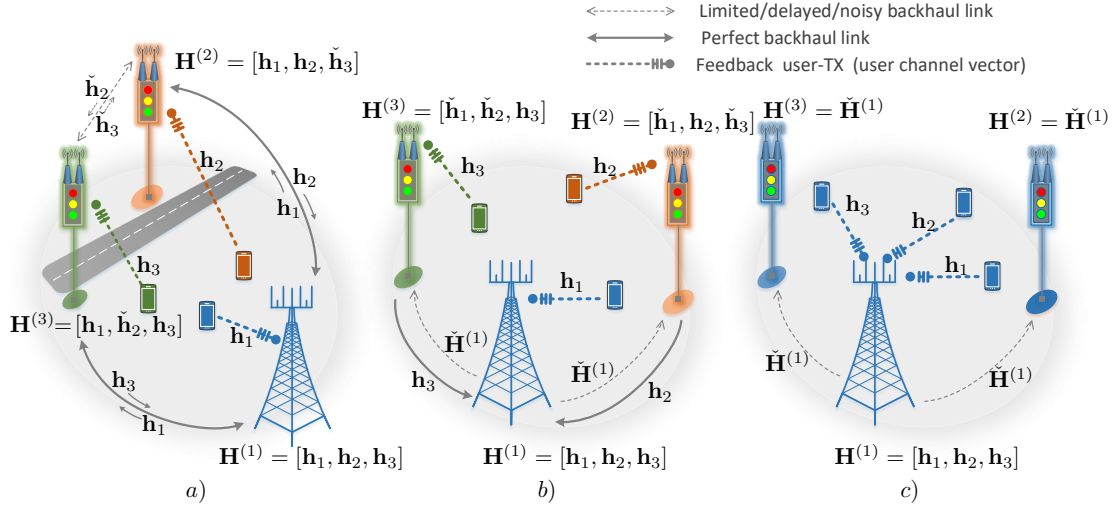 Limited/delayed/noisy backhaul link
Perfect backhaul link
Feedback user-TX (user channel vector)
H^(2) = [h_1, h_2, ȟ_3]
ȟ_2
ȟ_3
h_2
h_2
h_1
h_3
h_1
H^(3)=[h_1, ȟ_2, h_3]
h_3
h_1
H^(1) = [h_1, h_2, h_3]
a)
H^(3) = [ȟ_1, ȟ_2, h_3]
H^(2) = [ȟ_1, h_2, ȟ_3]
h_3
h_2
h_1
Ȟ^(1)
h_3
Ȟ^(1)
h_2
H^(1) = [h_1, h_2, h_3]
b)
H^(3) = Ȟ^(1)
H^(2) = Ȟ^(1)
h_3
h_2
h_1
Ȟ^(1)
Ȟ^(1)
H^(1) = [h_1, h_2, h_3]
c)